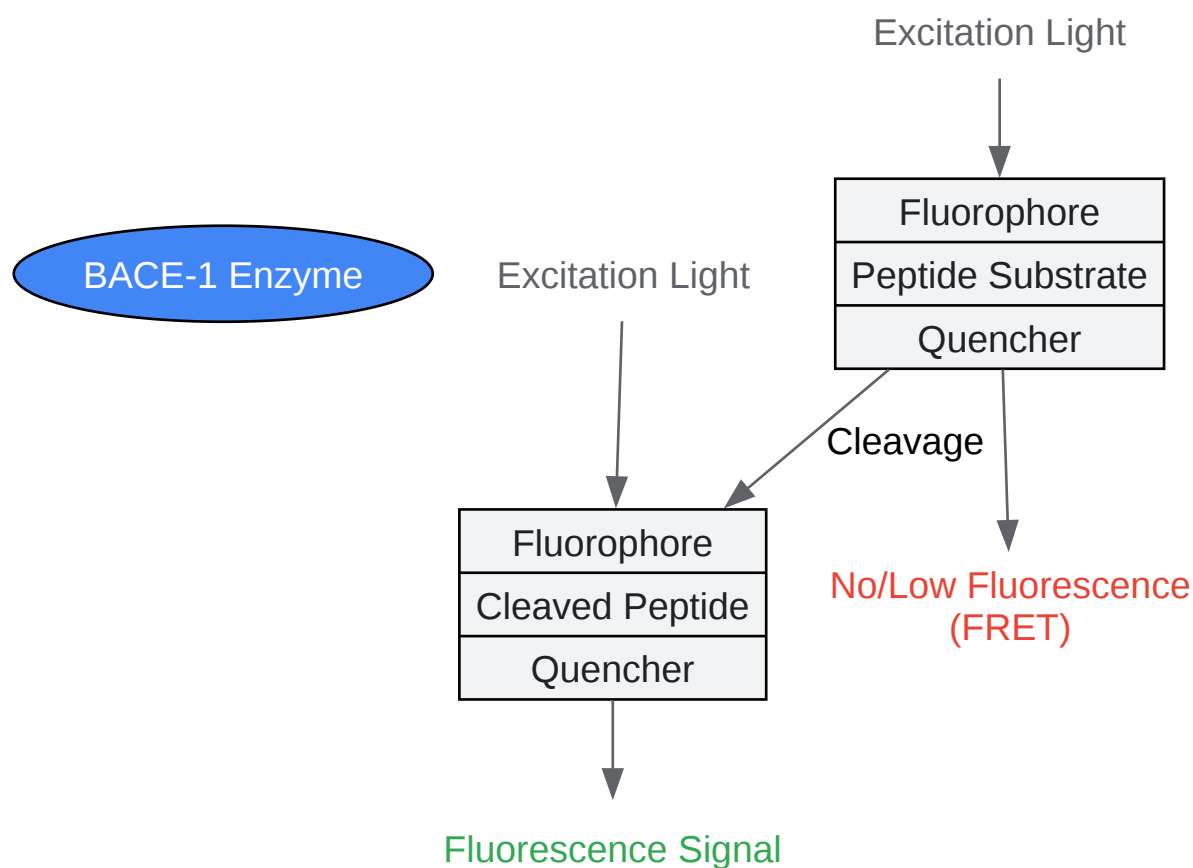 Excitation Light
Fluorophore
Peptide Substrate
Quencher
BACE-1 Enzyme
Excitation Light
Cleavage
Fluorophore
Cleaved Peptide
Quencher
No/Low Fluorescence
(FRET)
Fluorescence Signal